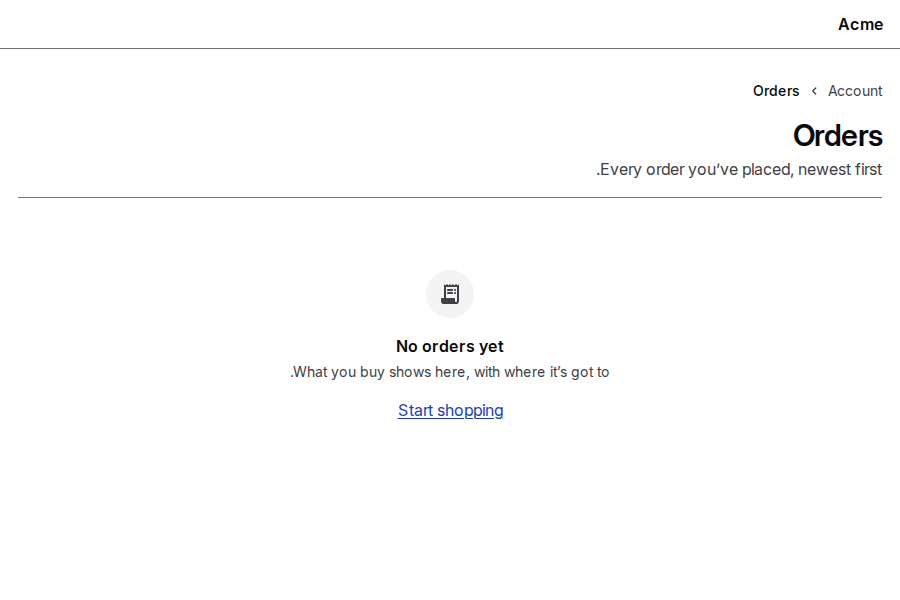 Acme
Account › Orders
Orders
Every order you’ve placed, newest first.
No orders yet
What you buy shows here, with where it’s got to.
Start shopping